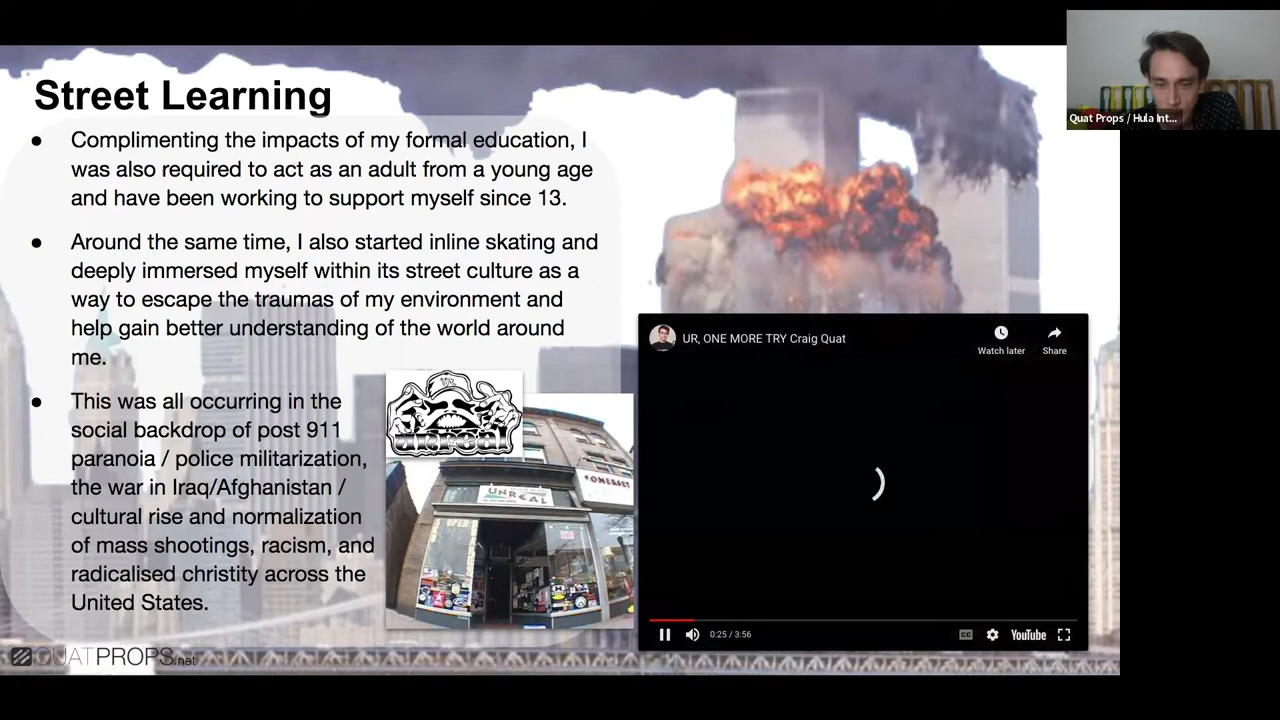 Street Learning
● Complimenting the impacts of my formal education, I
was also required to act as an adult from a young age
and have been working to support myself since 13.
● Around the same time, I also started inline skating and
deeply immersed myself within its street culture as a
way to escape the traumas of my environment and
help gain better understanding of the world around
me.
● This was all occurring in the
social backdrop of post 911
paranoia / police militarization,
the war in Iraq/Afghanistan /
cultural rise and normalization
of mass shootings, racism, and
radicalised christity across the
United States.
UR
unreal
UNREAL
SOMERSET
OPEN
UR, ONE MORE TRY Craig Quat
Watch later
Share
0:25 / 3:56
CC
YouTube
QUATPROPS.net
Quat Props / Hula Int...